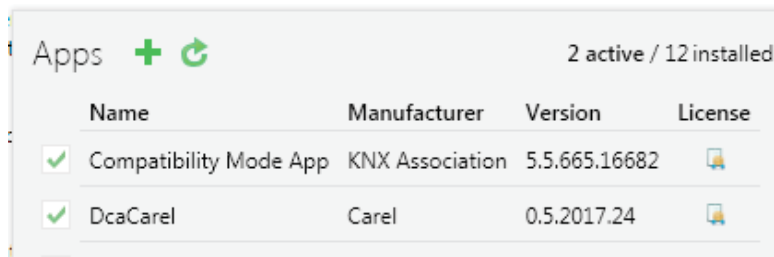 Apps 2 active / 12 installed
Name Manufacturer Version License
Compatibility Mode App KNX Association 5.5.665.16682
DcaCarel Carel 0.5.2017.24